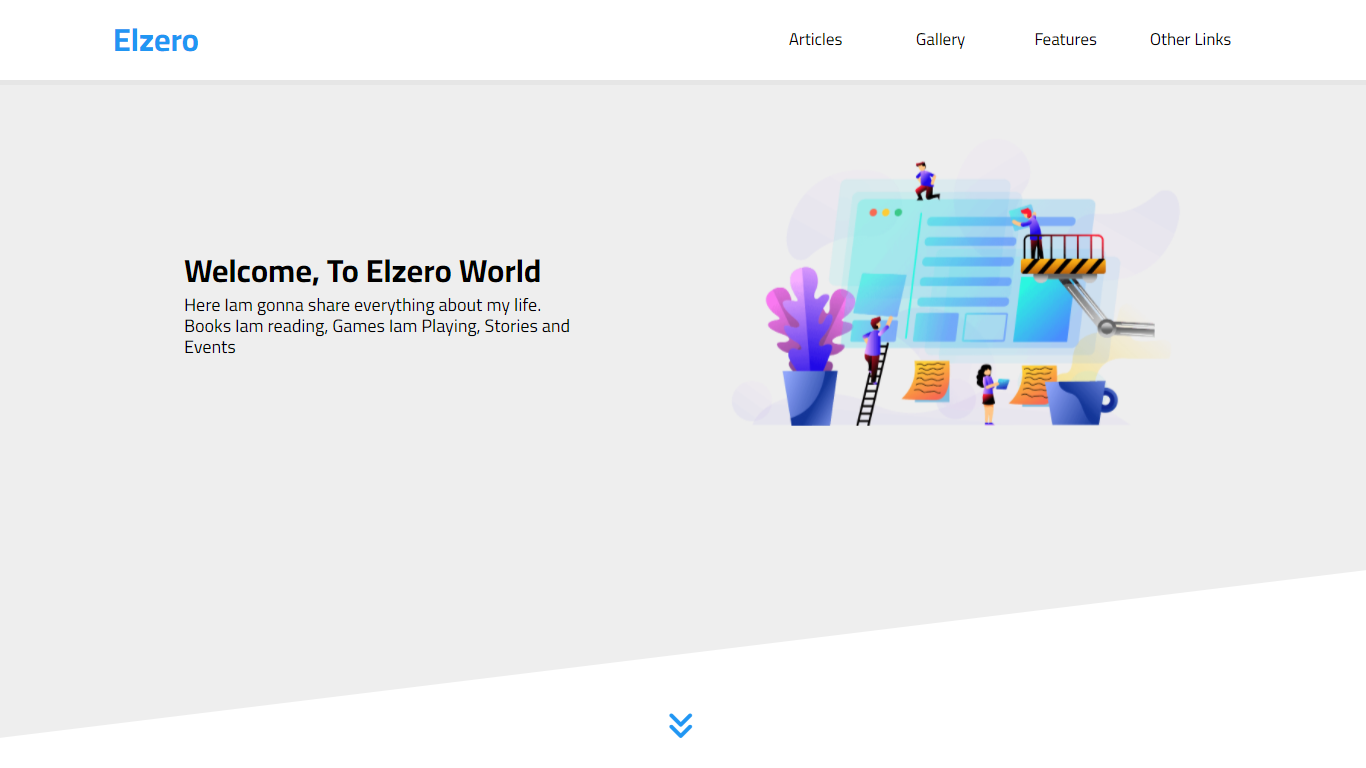 Elzero
Articles
Gallery
Features
Other Links
Welcome, To Elzero World
Here Iam gonna share everything about my life.
Books Iam reading, Games Iam Playing, Stories and
Events